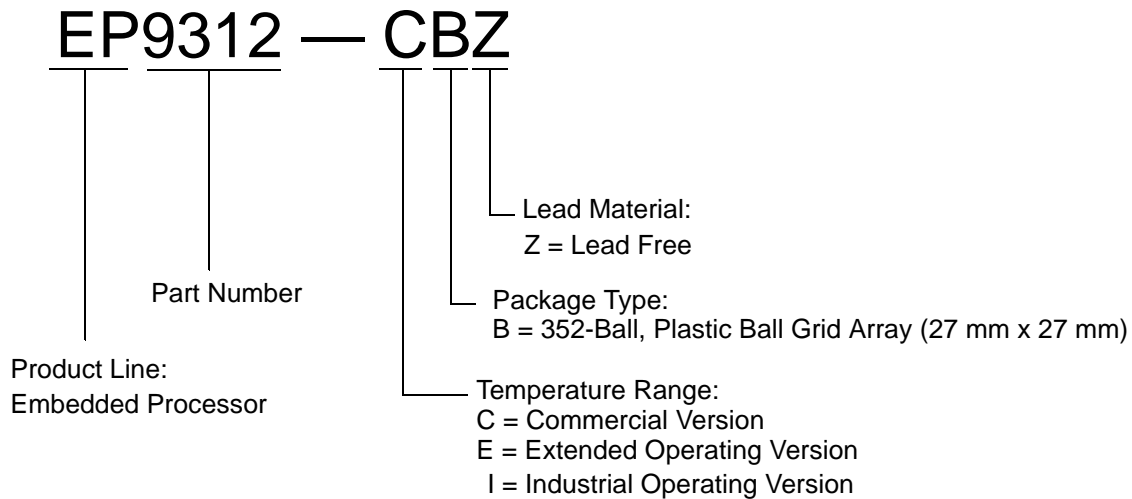 EP9312 — CBZ
Lead Material:
Z = Lead Free
Package Type:
B = 352-Ball, Plastic Ball Grid Array (27 mm x 27 mm)
Part Number
Product Line:
Embedded Processor
Temperature Range:
C = Commercial Version
E = Extended Operating Version
I = Industrial Operating Version